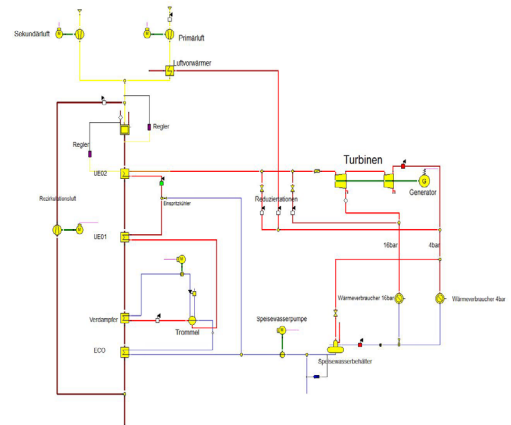 Sokundärluft
Primärluft
Luftvorwärmer
Regler
Regler
Turbinen
UE02
Reduzierstationen
Generator
Einspritzkühler
Rezirkulationsluft
UE01
16bar
4bar
Wärmeverbraucher 16bar
Wärmeverbraucher 4bar
Verdampfer
Speisewasserpumpe
Trommel
ECO
Speisewasserbehälter